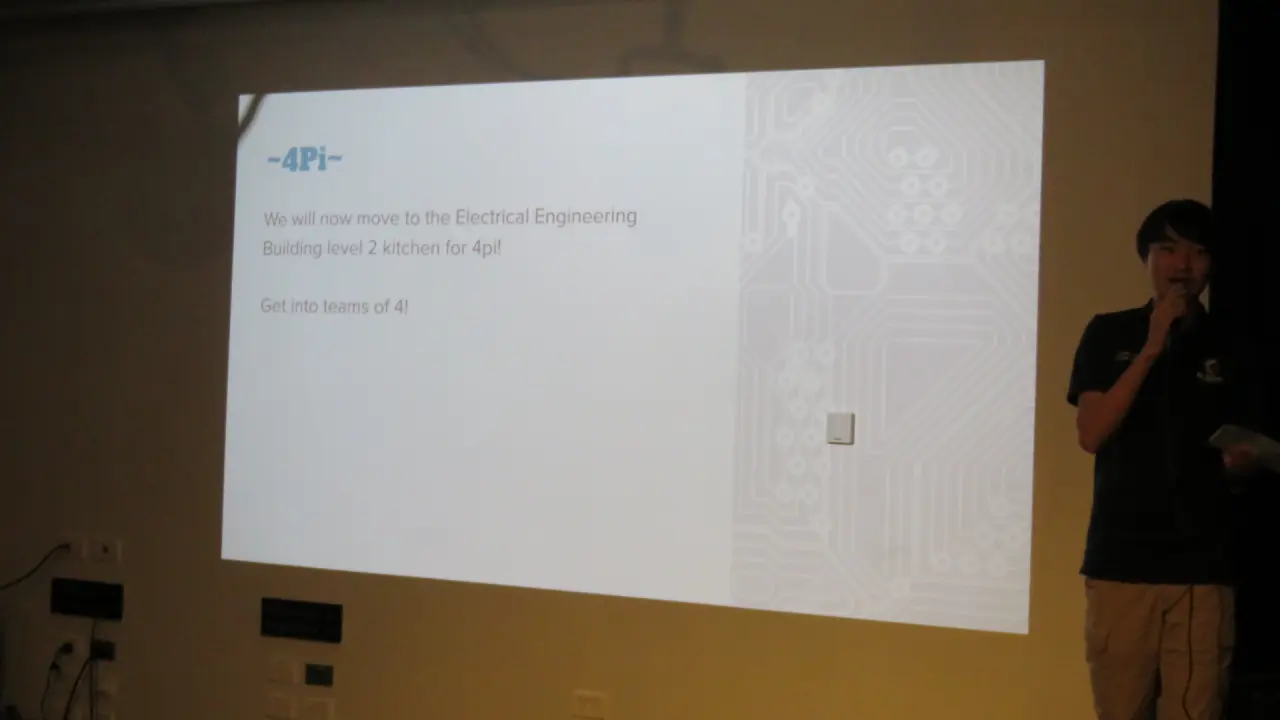 ~4Pi~
We will now move to the Electrical Engineering
Building level 2 kitchen for 4pi!
Get into teams of 4!